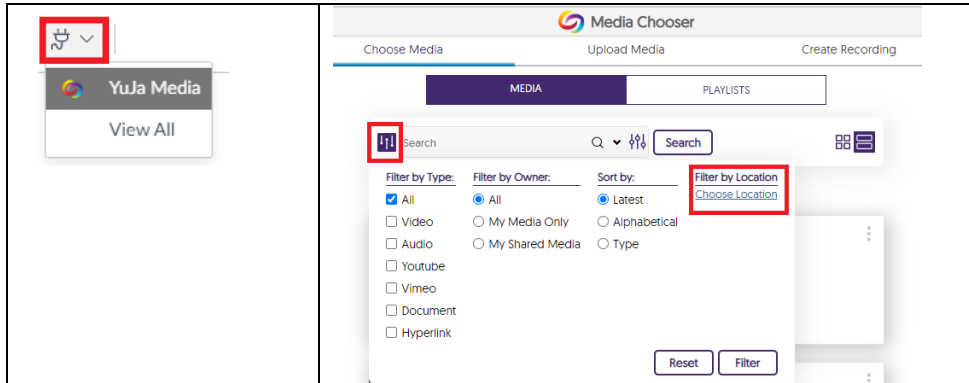 YuJa Media
View All
Media Chooser
Choose Media Upload Media Create Recording
MEDIA PLAYLISTS
Search Search
Filter by Type: Filter by Owner: Sort by: Filter by Location
All All Latest Choose Location
Video My Media Only Alphabetical
Audio My Shared Media Type
Youtube
Vimeo
Document
Hyperlink
Reset Filter